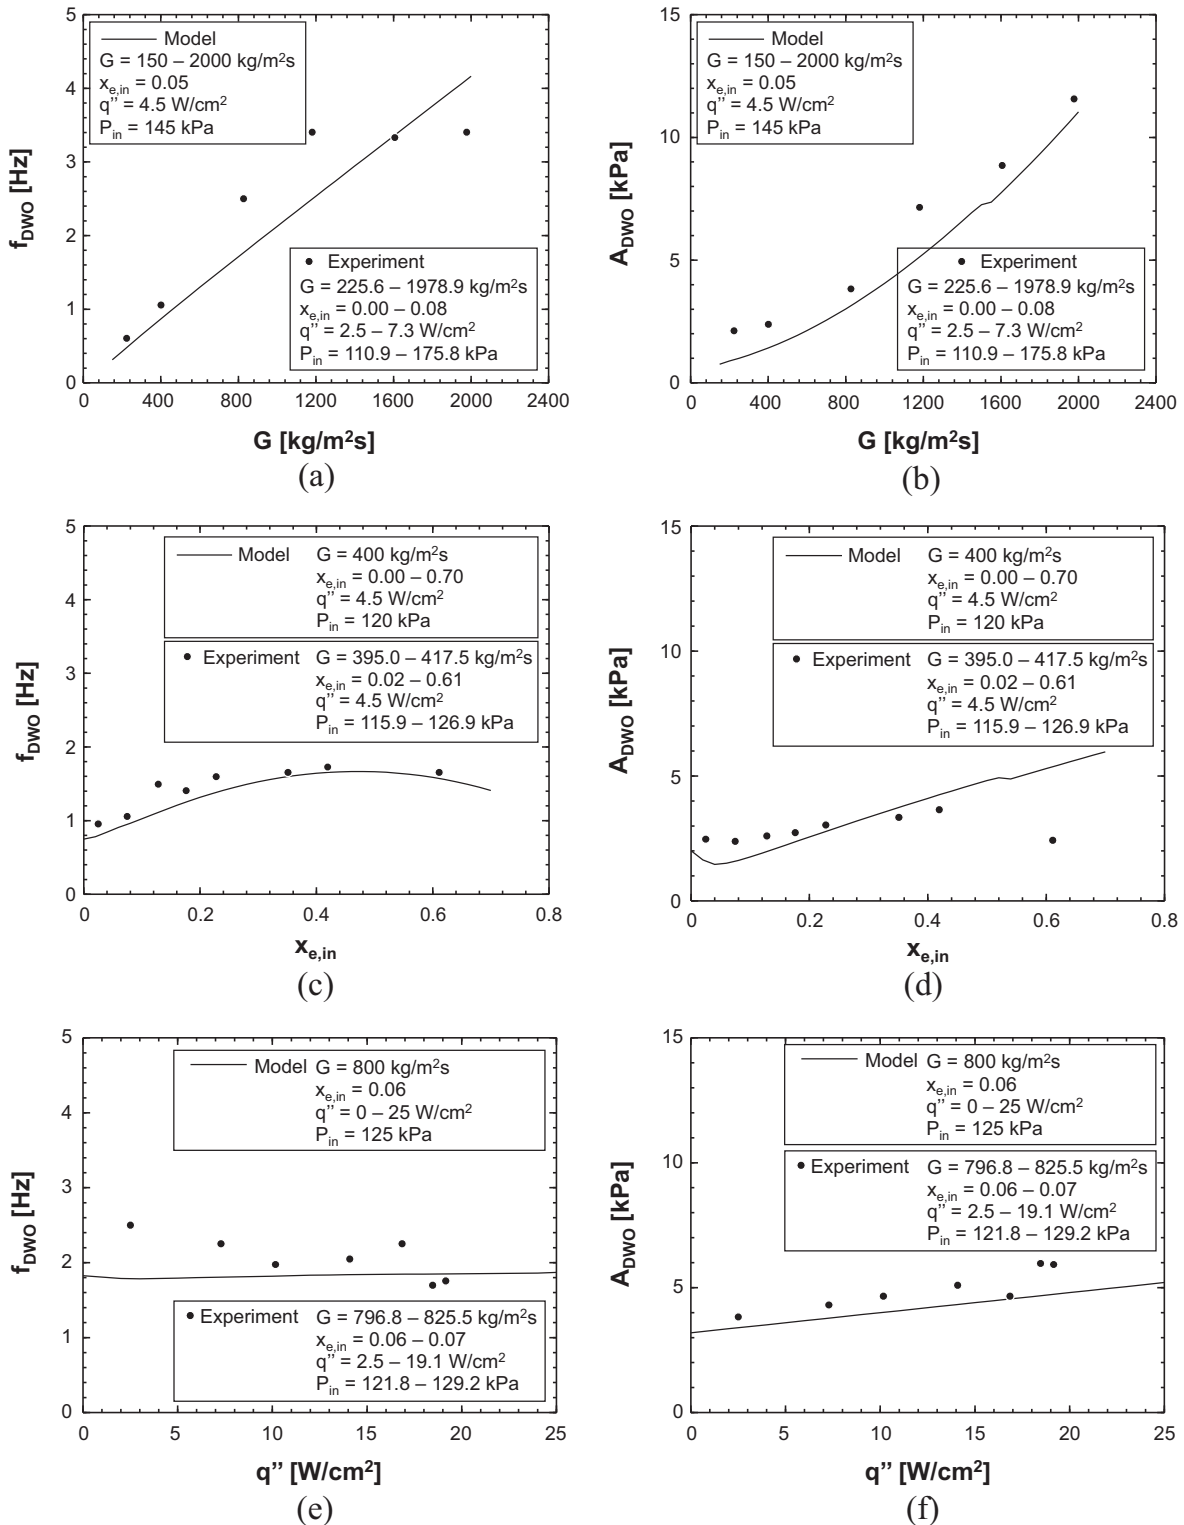 5
4
3
2
1
0
f_DWO [Hz]
Model
G = 150 – 2000 kg/m²s
x_e,in = 0.05
q'' = 4.5 W/cm²
P_in = 145 kPa
Experiment
G = 225.6 – 1978.9 kg/m²s
x_e,in = 0.00 – 0.08
q'' = 2.5 – 7.3 W/cm²
P_in = 110.9 – 175.8 kPa
0 400 800 1200 1600 2000 2400
G [kg/m²s]
(a)
15
10
5
0
A_DWO [kPa]
Model
G = 150 – 2000 kg/m²s
x_e,in = 0.05
q'' = 4.5 W/cm²
P_in = 145 kPa
Experiment
G = 225.6 – 1978.9 kg/m²s
x_e,in = 0.00 – 0.08
q'' = 2.5 – 7.3 W/cm²
P_in = 110.9 – 175.8 kPa
0 400 800 1200 1600 2000 2400
G [kg/m²s]
(b)
5
4
3
2
1
0
f_DWO [Hz]
Model G = 400 kg/m²s
x_e,in = 0.00 – 0.70
q'' = 4.5 W/cm²
P_in = 120 kPa
Experiment G = 395.0 – 417.5 kg/m²s
x_e,in = 0.02 – 0.61
q'' = 4.5 W/cm²
P_in = 115.9 – 126.9 kPa
0 0.2 0.4 0.6 0.8
x_e,in
(c)
15
10
5
0
A_DWO [kPa]
Model G = 400 kg/m²s
x_e,in = 0.00 – 0.70
q'' = 4.5 W/cm²
P_in = 120 kPa
Experiment G = 395.0 – 417.5 kg/m²s
x_e,in = 0.02 – 0.61
q'' = 4.5 W/cm²
P_in = 115.9 – 126.9 kPa
0 0.2 0.4 0.6 0.8
x_e,in
(d)
5
4
3
2
1
0
f_DWO [Hz]
Model G = 800 kg/m²s
x_e,in = 0.06
q'' = 0 – 25 W/cm²
P_in = 125 kPa
Experiment G = 796.8 – 825.5 kg/m²s
x_e,in = 0.06 – 0.07
q'' = 2.5 – 19.1 W/cm²
P_in = 121.8 – 129.2 kPa
0 5 10 15 20 25
q'' [W/cm²]
(e)
15
10
5
0
A_DWO [kPa]
Model G = 800 kg/m²s
x_e,in = 0.06
q'' = 0 – 25 W/cm²
P_in = 125 kPa
Experiment G = 796.8 – 825.5 kg/m²s
x_e,in = 0.06 – 0.07
q'' = 2.5 – 19.1 W/cm²
P_in = 121.8 – 129.2 kPa
0 5 10 15 20 25
q'' [W/cm²]
(f)